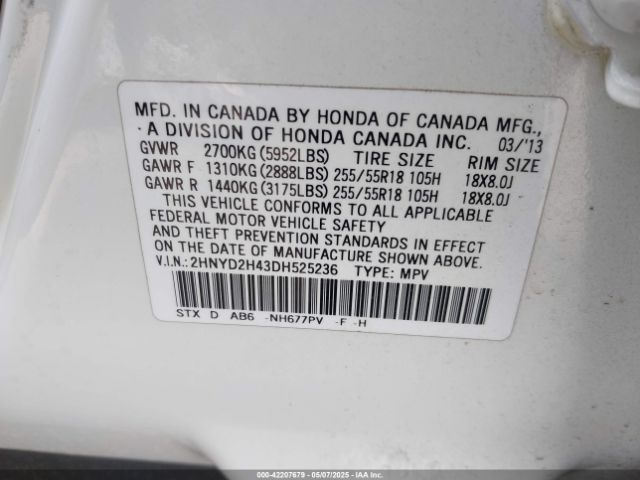 MFD. IN CANADA BY HONDA OF CANADA MFG.,
A DIVISION OF HONDA CANADA INC. 03/'13
GVWR 2700KG (5952LBS) TIRE SIZE RIM SIZE
GAWR F 1310KG (2888LBS) 255/55R18 105H 18X8.0J
GAWR R 1440KG (3175LBS) 255/55R18 105H 18X8.0J
THIS VEHICLE CONFORMS TO ALL APPLICABLE
FEDERAL MOTOR VEHICLE SAFETY
AND THEFT PREVENTION STANDARDS IN EFFECT
ON THE DATE OF MANUFACTURE SHOWN ABOVE.
V.I.N.: 2HNYD2H43DH525236 TYPE: MPV
STX D AB6 -NH677PV -F -H
000-42207679 - 05/07/2025 - IAA Inc.